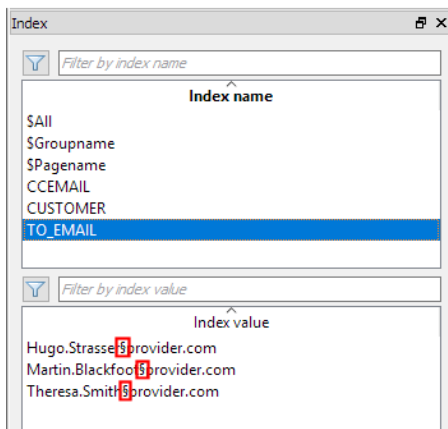 Index
Filter by index name
Index name
$All
$Groupname
$Pagename
CCEMAIL
CUSTOMER
TO_EMAIL
Filter by index value
Index value
Hugo.Strasser§provider.com
Martin.Blackfoot§provider.com
Theresa.Smith§provider.com